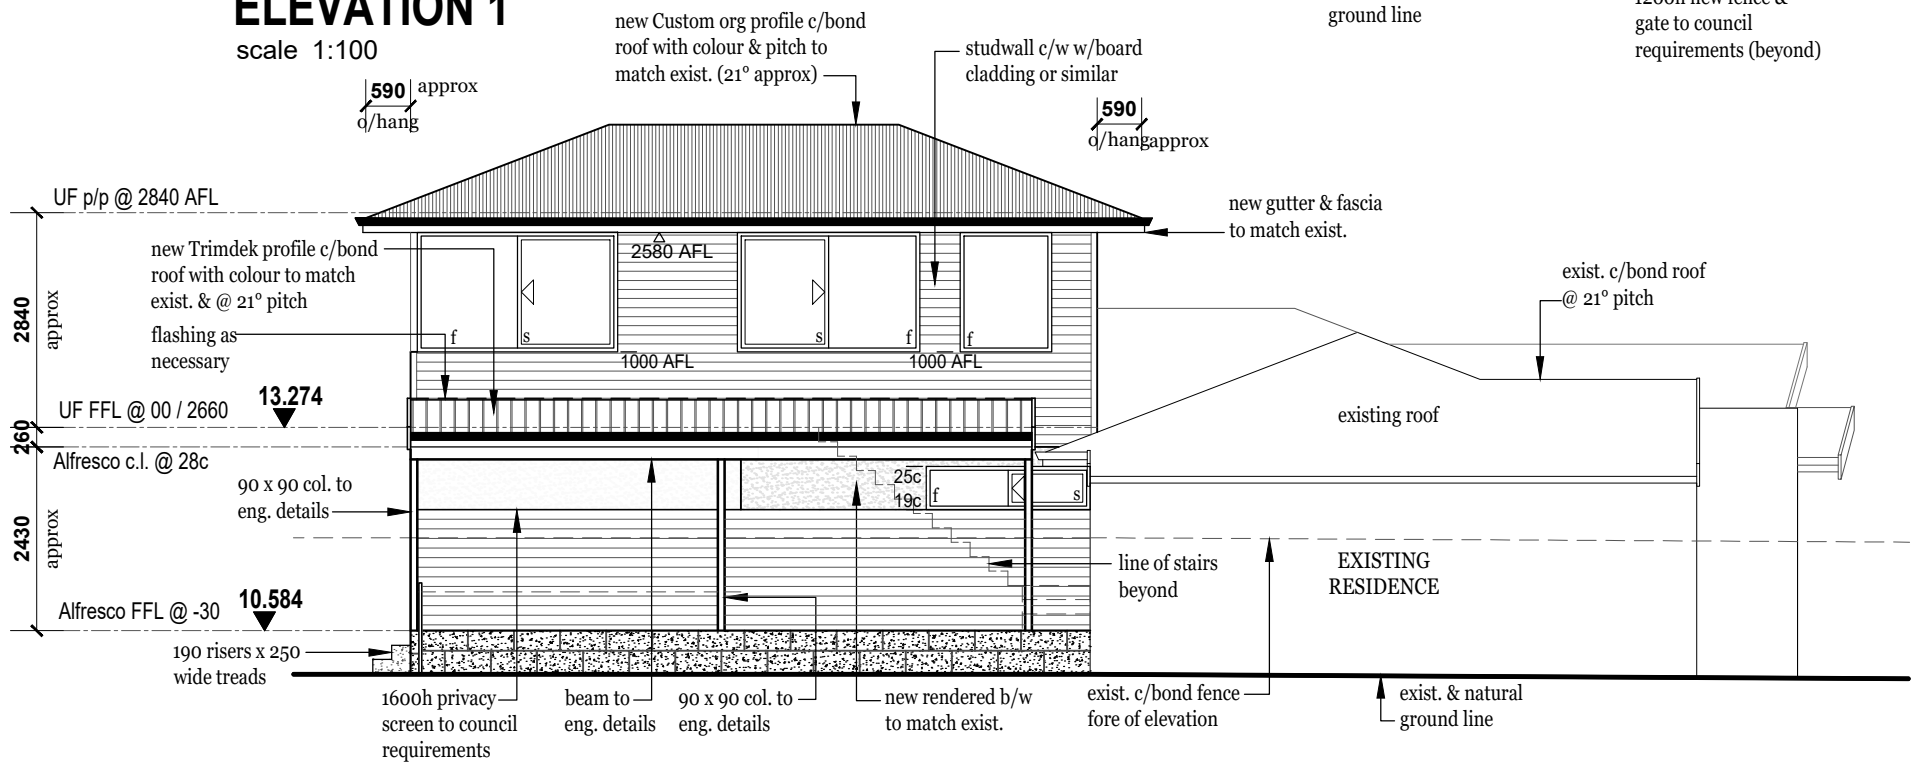 ELEVATION 1
scale 1:100
new Custom org profile c/bond
roof with colour & pitch to
match exist. (21° approx)
studwall c/w w/board
cladding or similar
ground line
1200h new fence &
gate to council
requirements (beyond)
590
approx
o/hang
590
o/hang
approx
UF p/p @ 2840 AFL
new gutter & fascia
to match exist.
new Trimdek profile c/bond
roof with colour to match
exist. & @ 21° pitch
2580 AFL
exist. c/bond roof
@ 21° pitch
2840
approx
flashing as
necessary
f
s
s
f
f
1000 AFL
1000 AFL
13.274
UF FFL @ 00 / 2660
existing roof
260
Alfresco c.l. @ 28c
25c
19c
f
s
90 x 90 col. to
eng. details
2430
approx
line of stairs
beyond
EXISTING
RESIDENCE
10.584
Alfresco FFL @ -30
190 risers x 250
wide treads
1600h privacy
screen to council
requirements
beam to
eng. details
90 x 90 col. to
eng. details
new rendered b/w
to match exist.
exist. c/bond fence
fore of elevation
exist. & natural
ground line